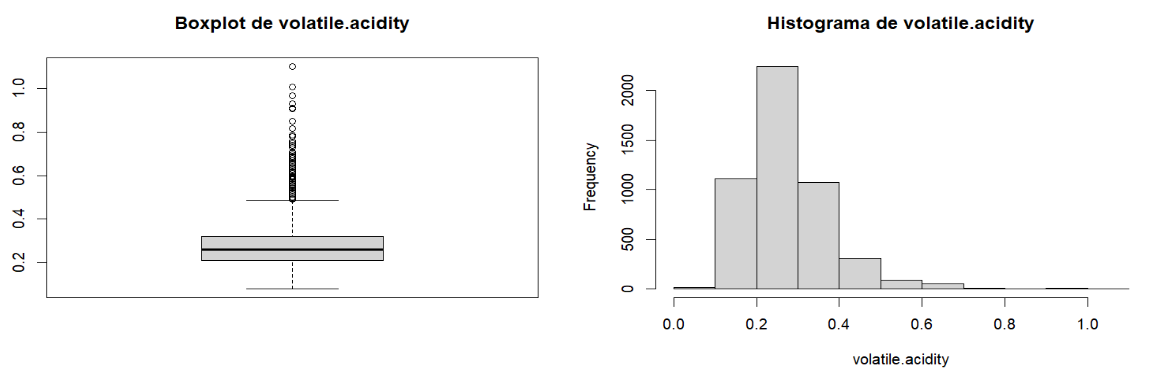 Boxplot de volatile.acidity
1.0
0.8
0.6
0.4
0.2
Histograma de volatile.acidity
Frequency
2000
1500
1000
500
0
0.0 0.2 0.4 0.6 0.8 1.0
volatile.acidity